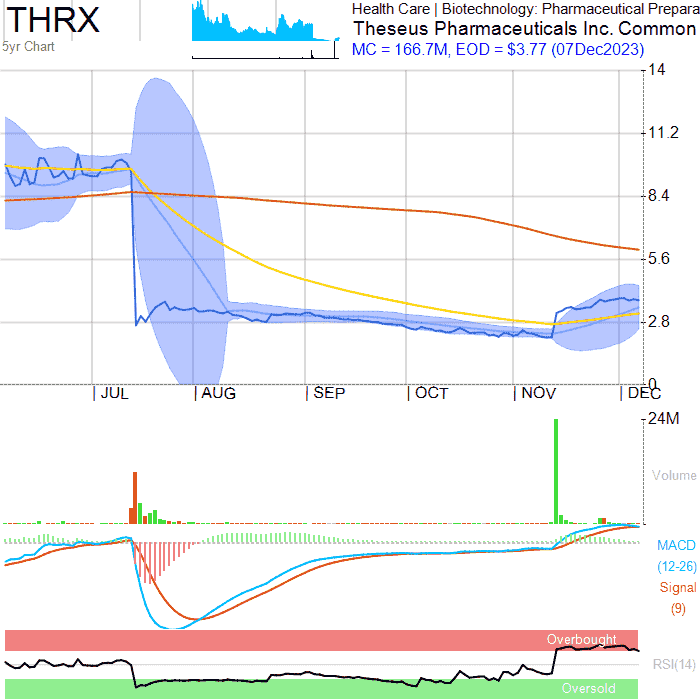 THRX
5yr Chart
Health Care | Biotechnology: Pharmaceutical Prepara
Theseus Pharmaceuticals Inc. Common
MC = 166.7M, EOD = $3.77 (07Dec2023)
14
11.2
8.4
5.6
2.8
0
JUL AUG SEP OCT NOV DEC
24M
Volume
MACD
(12-26)
Signal
(9)
Overbought
RSI(14)
Oversold